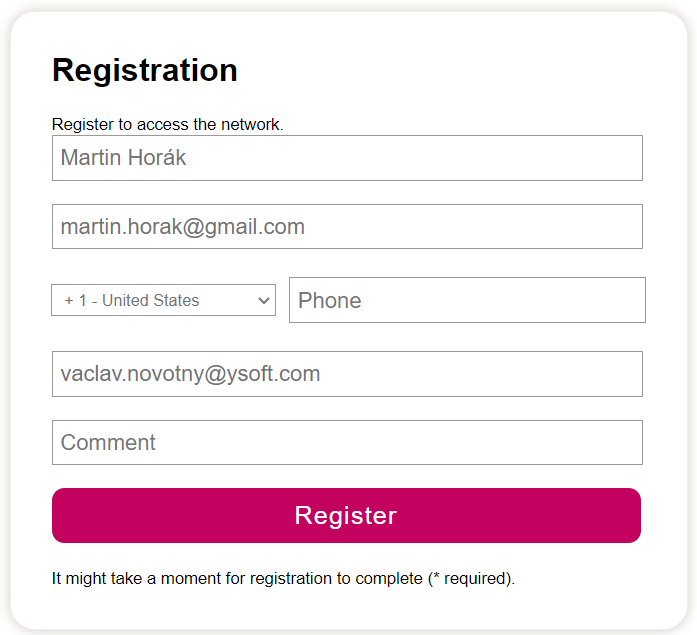 Registration
Register to access the network.
Martin Horák
martin.horak@gmail.com
+ 1 - United States
Phone
vaclav.novotny@ysoft.com
Comment
Register
It might take a moment for registration to complete (* required).